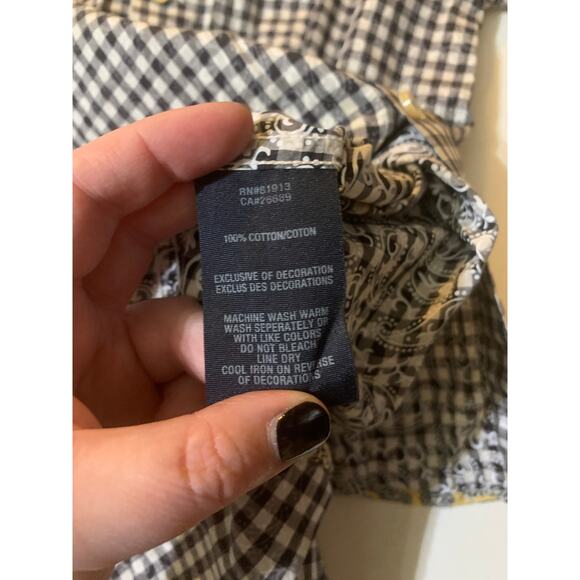 RN#61913
CA#26689
100% COTTON/COTON
EXCLUSIVE OF DECORATION
EXCLUS DES DECORATIONS
MACHINE WASH WARM
WASH SEPERATELY OR
WITH LIKE COLORS
DO NOT BLEACH
LINE DRY
COOL IRON ON REVERSE
OF DECORATIONS